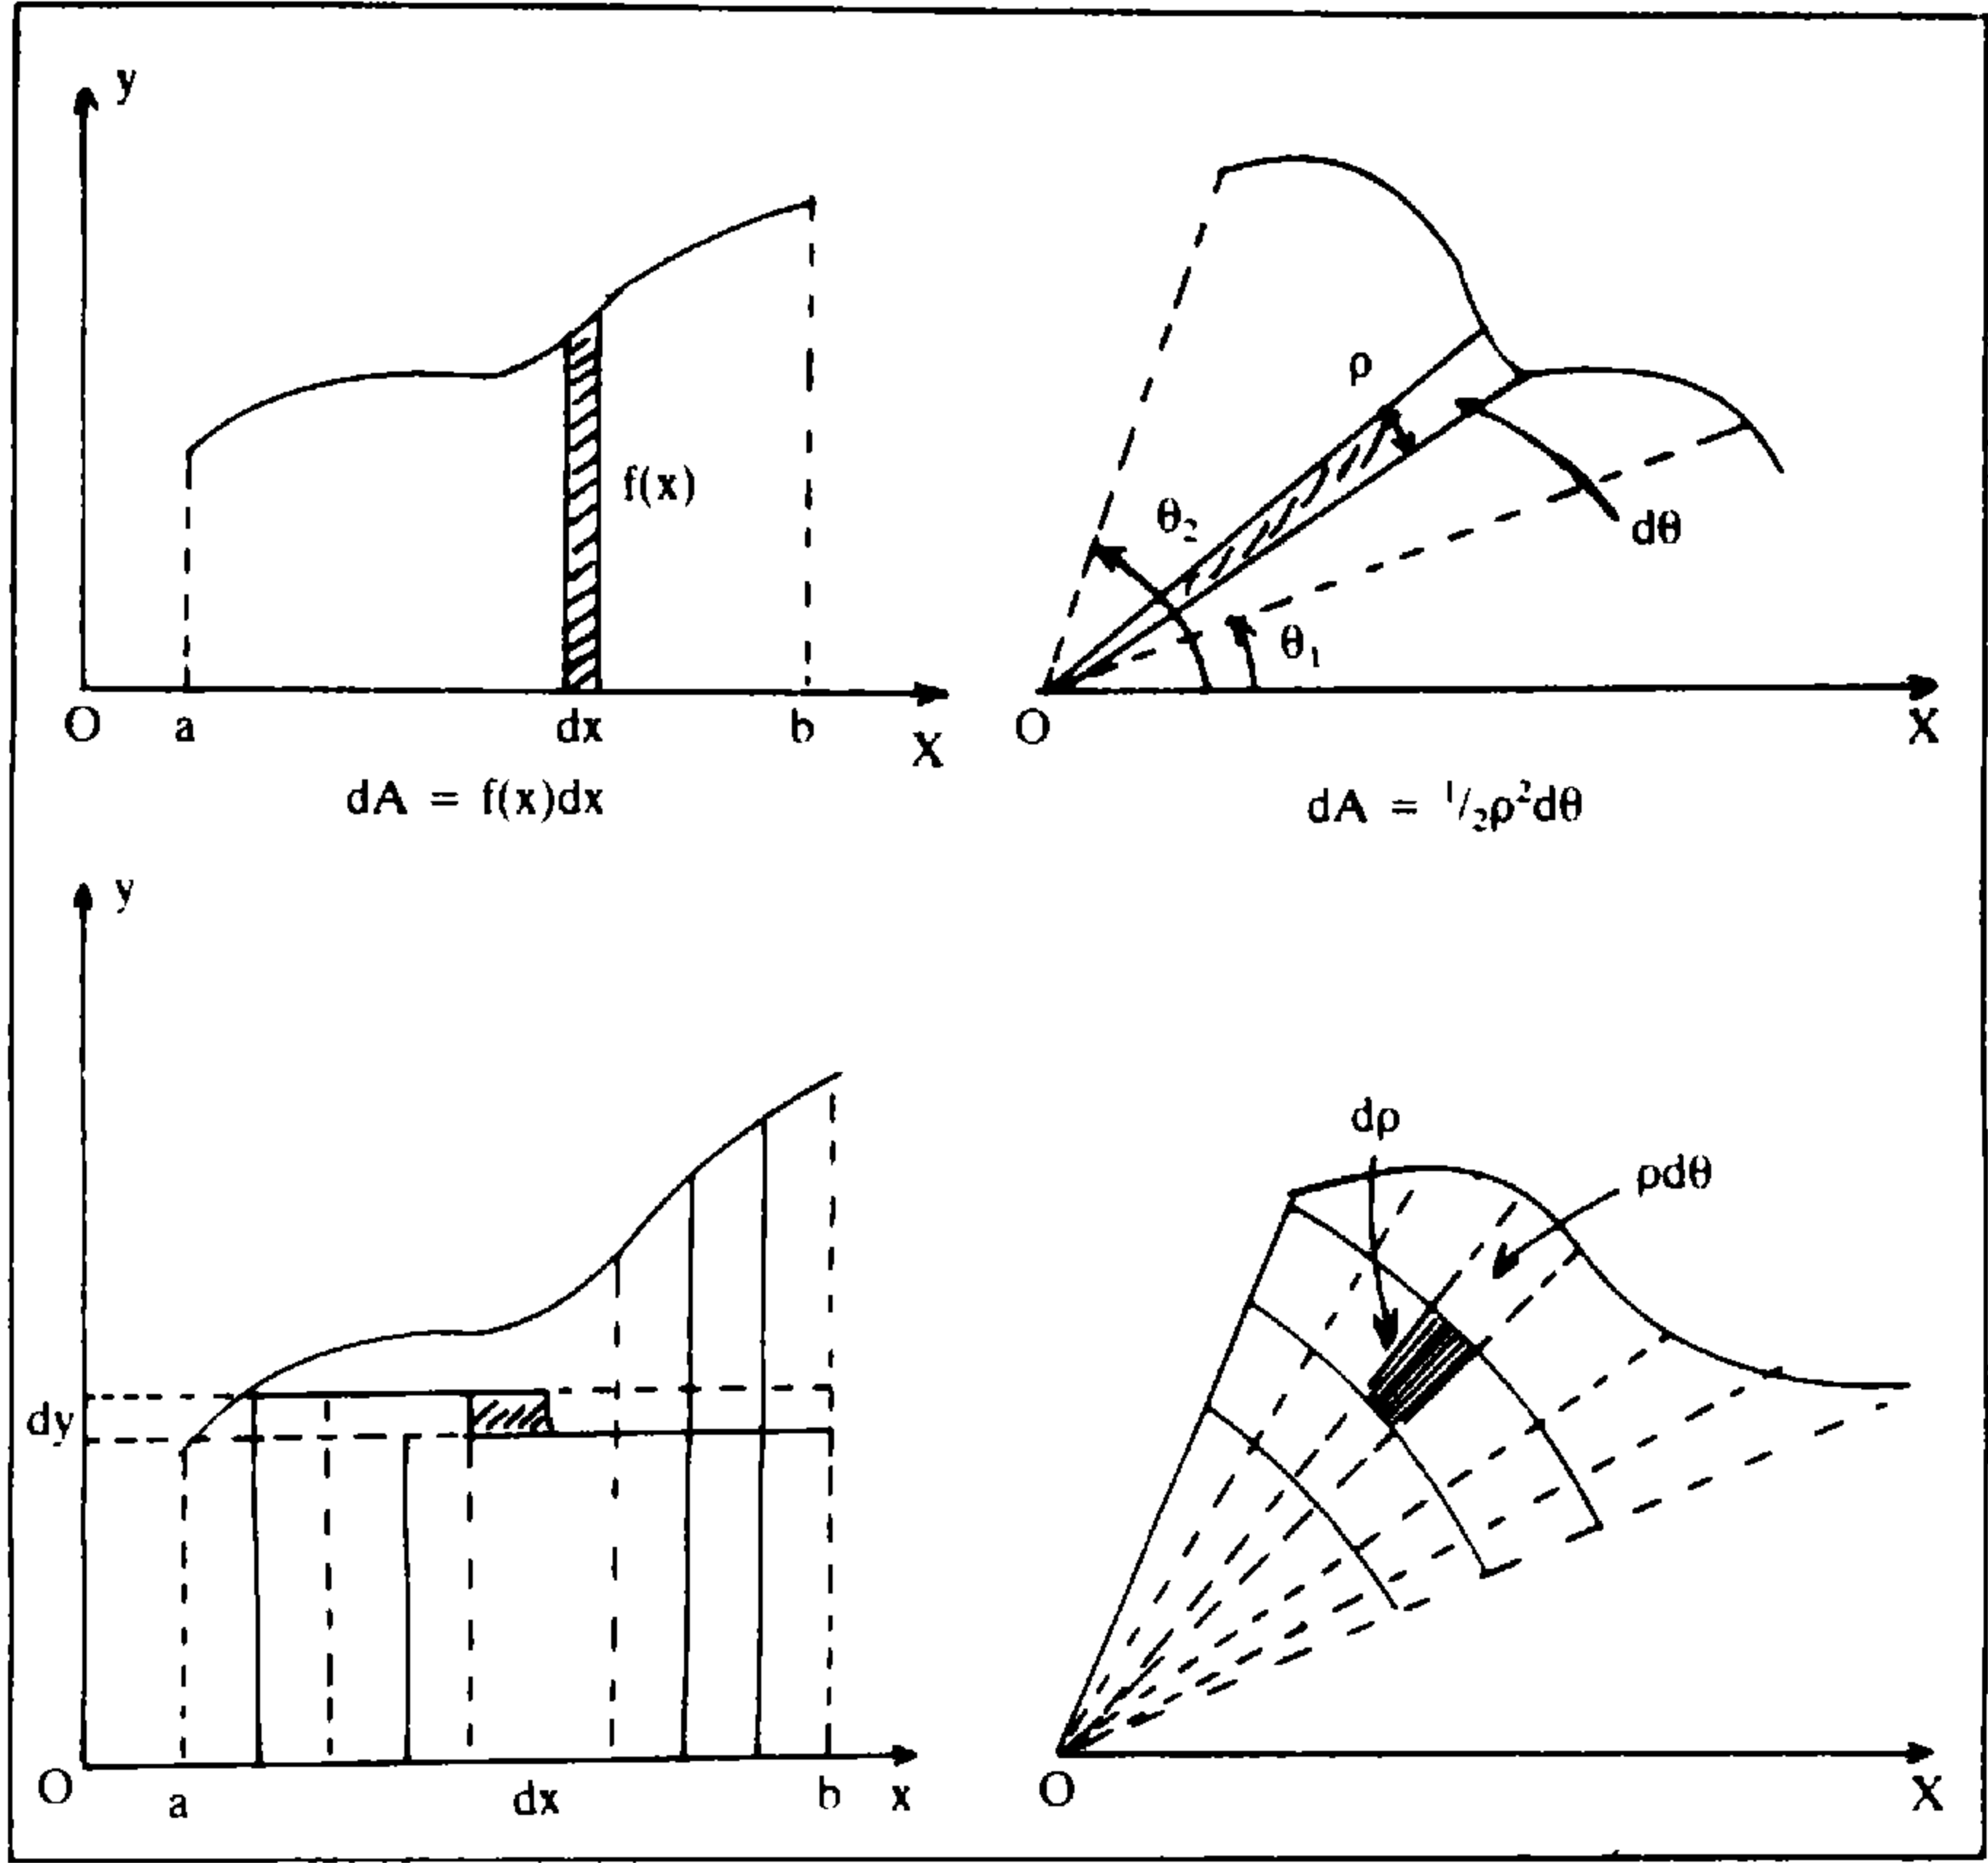 y
f(x)
O a dx b X
dA = f(x)dx
ρ
θ₂
dθ
θ₁
O X
dA = ¹/₂ρ²dθ
y
dy
O a dx b x
dρ
ρdθ
O X